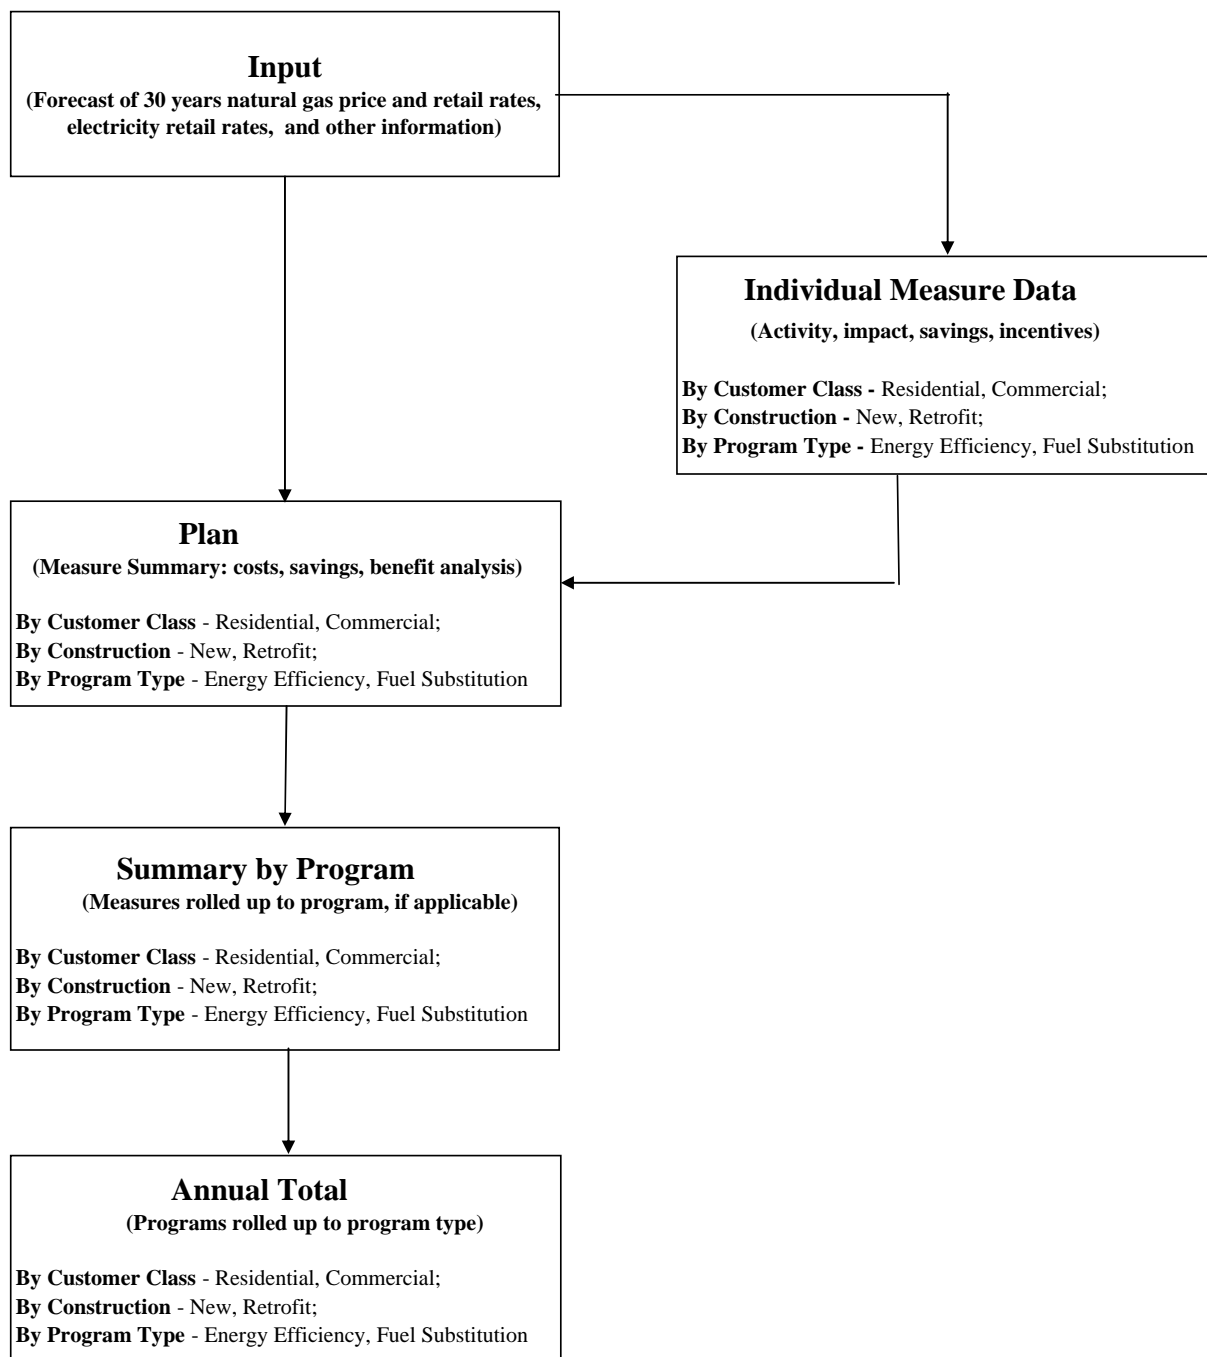 Input
(Forecast of 30 years natural gas price and retail rates,
electricity retail rates,  and other information)
Individual Measure Data
(Activity, impact, savings, incentives)
By Customer Class - Residential, Commercial;
By Construction - New, Retrofit;
By Program Type - Energy Efficiency, Fuel Substitution
Plan
(Measure Summary: costs, savings, benefit analysis)
By Customer Class - Residential, Commercial;
By Construction - New, Retrofit;
By Program Type - Energy Efficiency, Fuel Substitution
Summary by Program
(Measures rolled up to program, if applicable)
By Customer Class - Residential, Commercial;
By Construction - New, Retrofit;
By Program Type - Energy Efficiency, Fuel Substitution
Annual Total
(Programs rolled up to program type)
By Customer Class - Residential, Commercial;
By Construction - New, Retrofit;
By Program Type - Energy Efficiency, Fuel Substitution